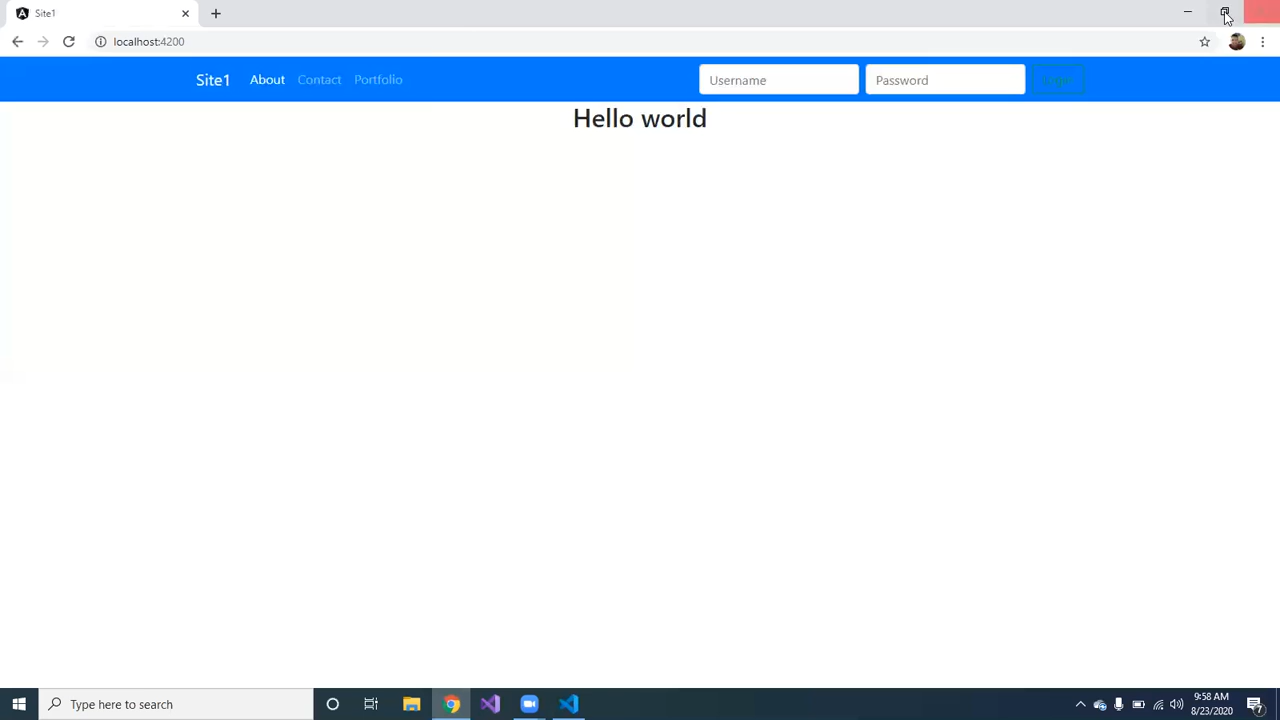 Site1
localhost:4200
Site1 About Contact Portfolio Username Password Login
Hello world
Type here to search
9:58 AM
8/23/2020